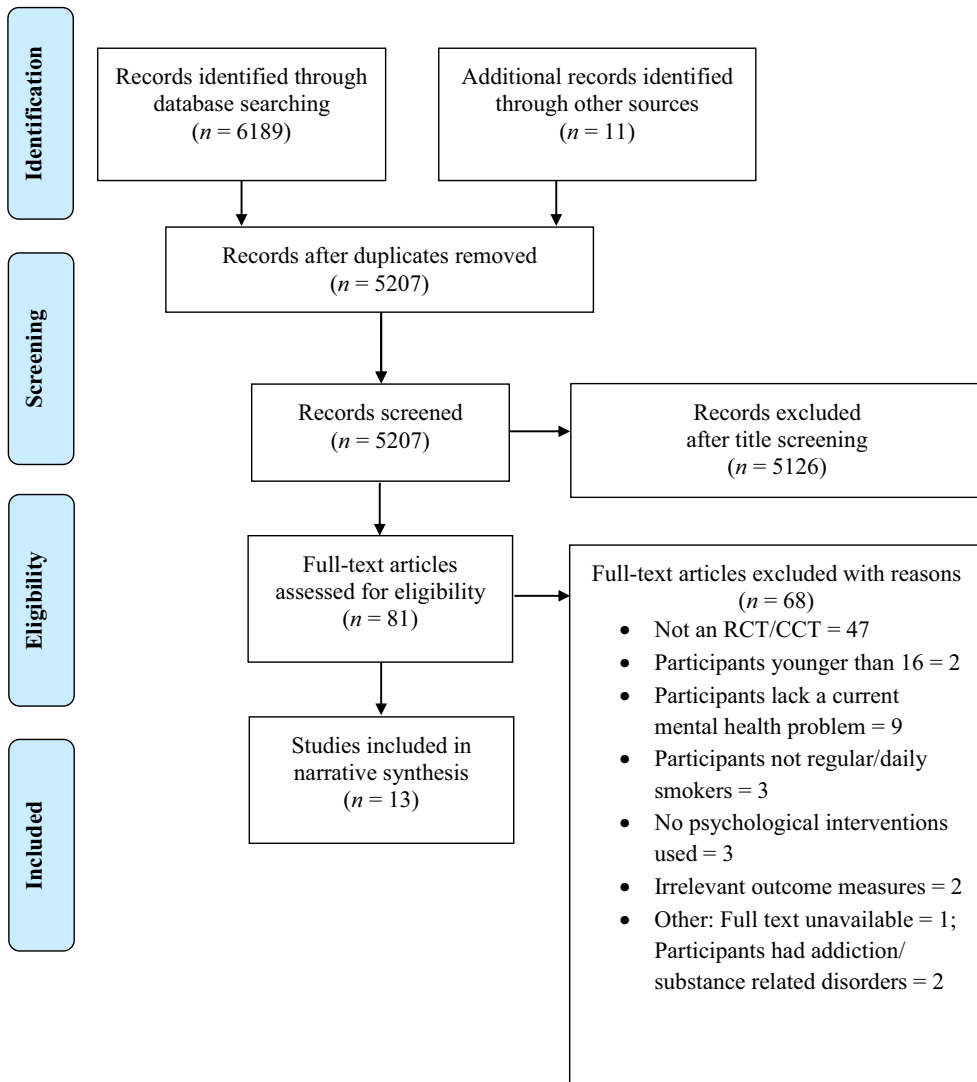 Identification
Records identified through
database searching
(n = 6189)
Additional records identified
through other sources
(n = 11)
Screening
Records after duplicates removed
(n = 5207)
Records screened
(n = 5207)
Records excluded
after title screening
(n = 5126)
Eligibility
Full-text articles
assessed for eligibility
(n = 81)
Full-text articles excluded with reasons
(n = 68)
• Not an RCT/CCT = 47
• Participants younger than 16 = 2
• Participants lack a current
mental health problem = 9
• Participants not regular/daily
smokers = 3
• No psychological interventions
used = 3
• Irrelevant outcome measures = 2
• Other: Full text unavailable = 1;
Participants had addiction/
substance related disorders = 2
Included
Studies included in
narrative synthesis
(n = 13)